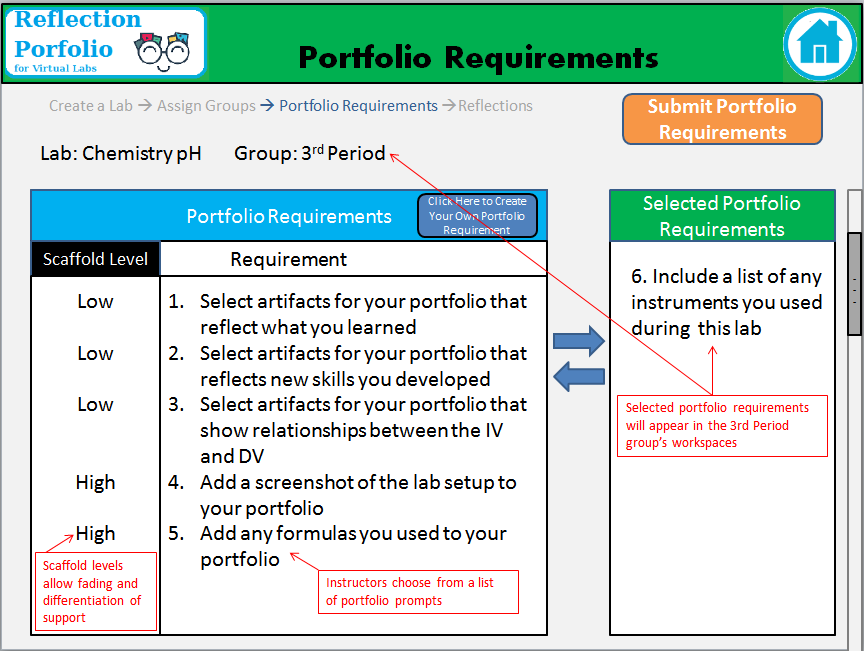 Reflection
Porfolio
for Virtual Labs
Portfolio Requirements
Create a Lab → Assign Groups → Portfolio Requirements → Reflections
Submit Portfolio
Requirements
Lab: Chemistry pH Group: 3rd Period
Portfolio Requirements
Click Here to Create
Your Own Portfolio
Requirement
Scaffold Level Requirement
Low 1. Select artifacts for your portfolio that
reflect what you learned
Low 2. Select artifacts for your portfolio that
reflects new skills you developed
Low 3. Select artifacts for your portfolio that
show relationships between the IV
and DV
High 4. Add a screenshot of the lab setup to
your portfolio
High 5. Add any formulas you used to your
portfolio
Scaffold levels
allow fading and
differentiation of
support
Instructors choose from a list
of portfolio prompts
Selected Portfolio
Requirements
6. Include a list of any
instruments you used
during this lab
Selected portfolio requirements
will appear in the 3rd Period
group's workspaces